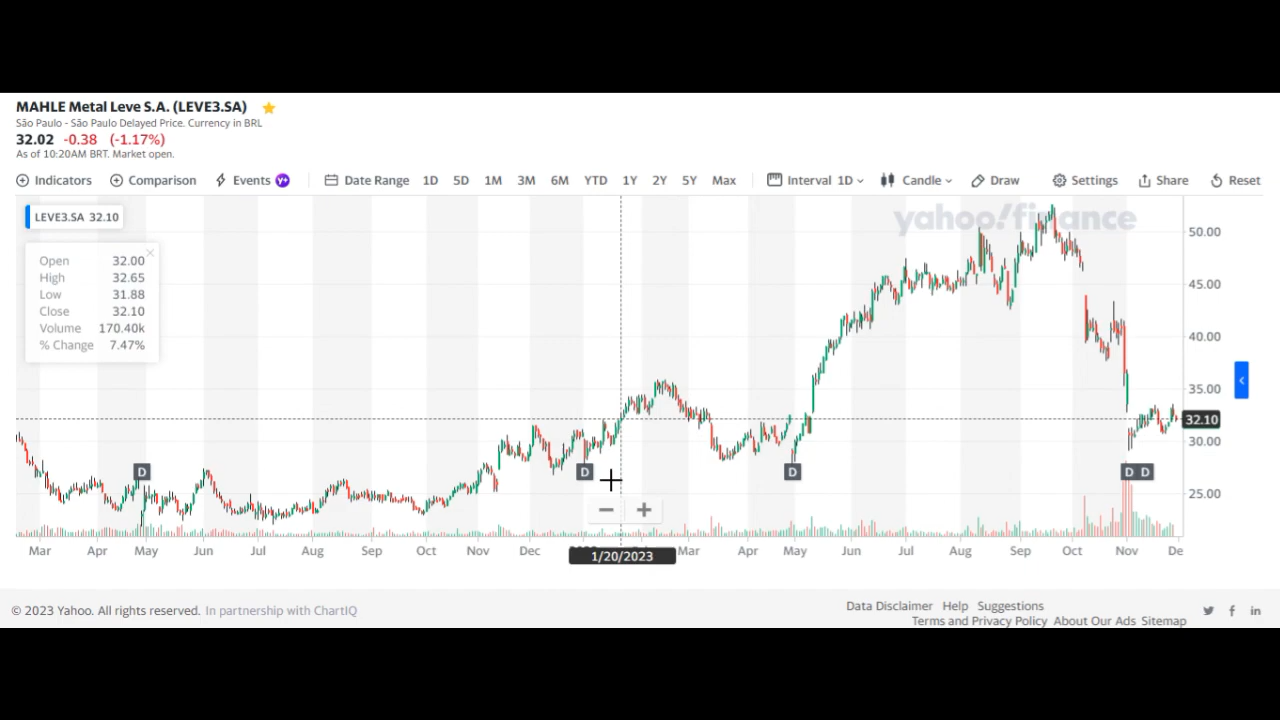 MAHLE Metal Leve S.A. (LEVE3.SA)
São Paulo - São Paulo Delayed Price. Currency in BRL
32.02 -0.38 (-1.17%)
As of 10:20AM BRT. Market open.
Indicators Comparison Events Y+ Date Range 1D 5D 1M 3M 6M YTD 1Y 2Y 5Y Max Interval 1D Candle Draw Settings Share Reset
LEVE3.SA 32.10
yahoo!finance
50.00
Open 32.00
High 32.65
45.00
Low 31.88
Close 32.10
Volume 170.40k
40.00
% Change 7.47%
35.00
32.10
30.00
D D D D D
25.00
− +
Mar Apr May Jun Jul Aug Sep Oct Nov Dec Mar Apr May Jun Jul Aug Sep Oct Nov De
1/20/2023
© 2023 Yahoo. All rights reserved. In partnership with ChartIQ
Data Disclaimer Help Suggestions
Terms and Privacy Policy About Our Ads Sitemap